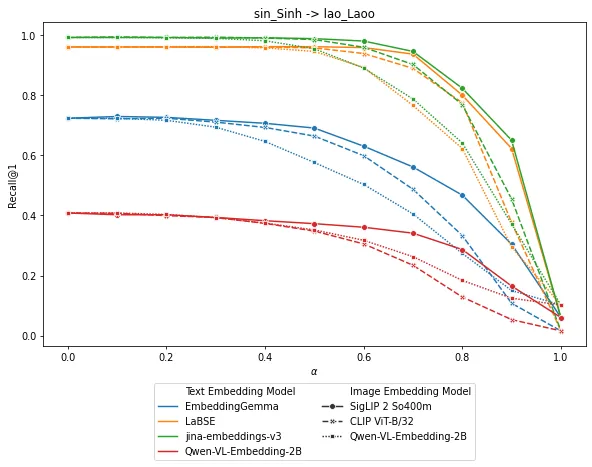 sin_Sinh -> lao_Laoo
1.0
0.8
0.6
0.4
0.2
0.0
Recall@1
0.0 0.2 0.4 0.6 0.8 1.0
α
Text Embedding Model Image Embedding Model
EmbeddingGemma SigLIP 2 So400m
LaBSE CLIP ViT-B/32
jina-embeddings-v3 Qwen-VL-Embedding-2B
Qwen-VL-Embedding-2B